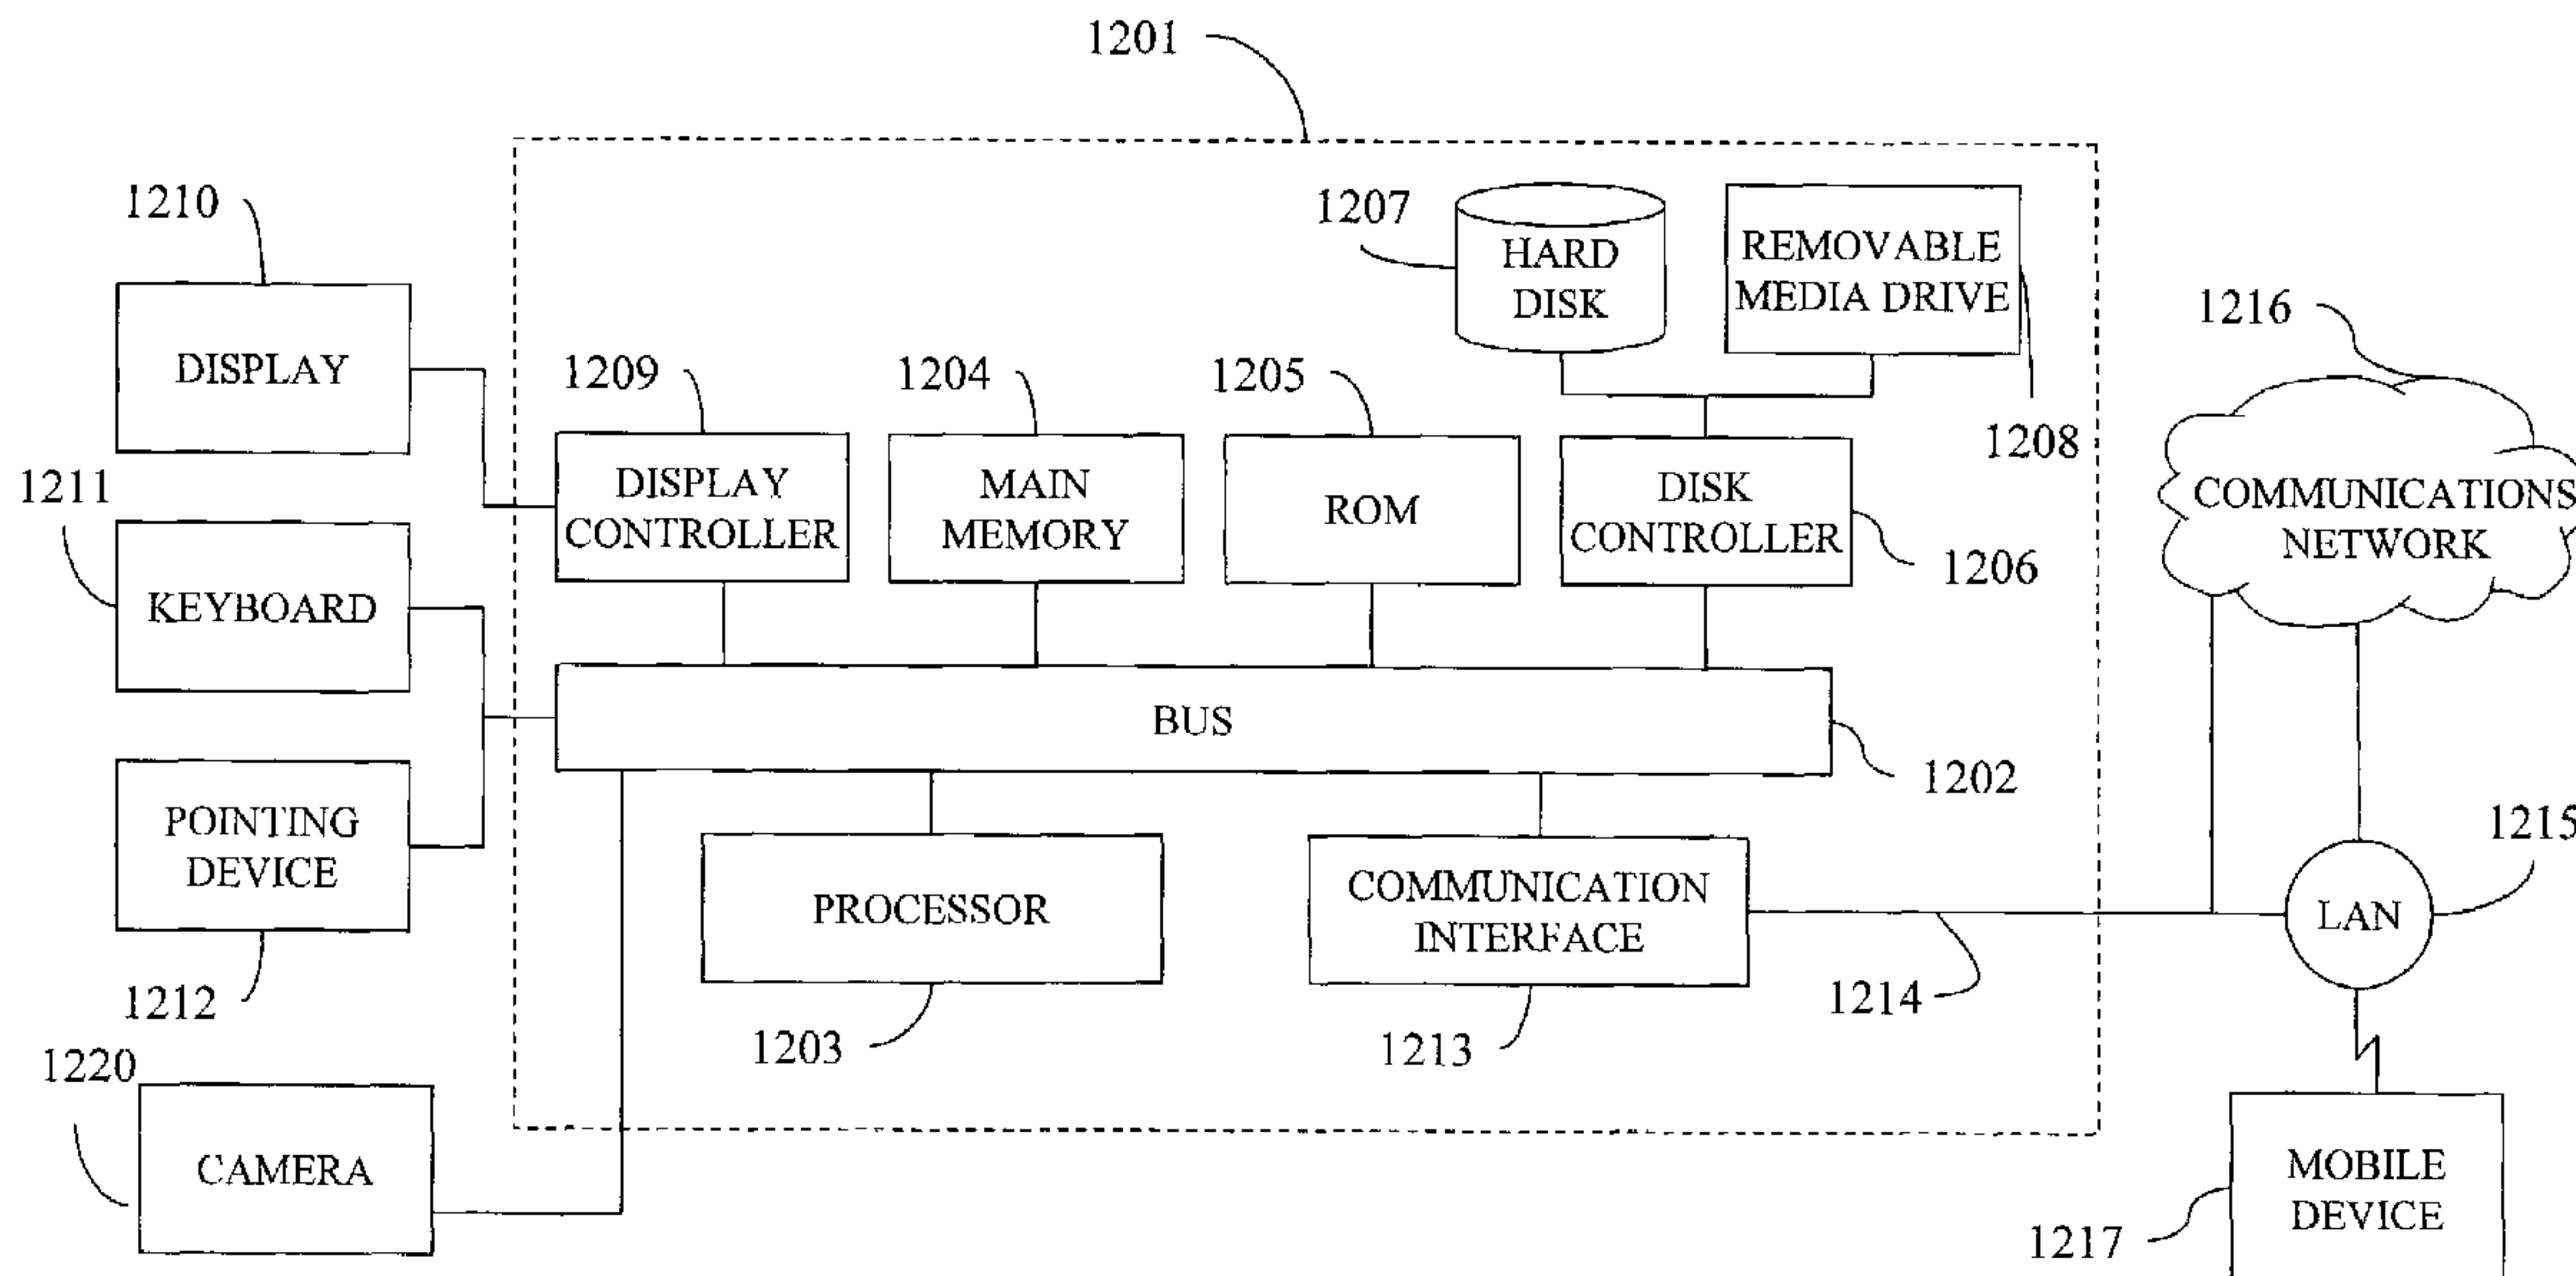 1201
1210
1207
HARD
DISK
REMOVABLE
MEDIA DRIVE
1216
DISPLAY
1209
1204
1205
1208
1211
DISPLAY
CONTROLLER
MAIN
MEMORY
ROM
DISK
CONTROLLER
1206
COMMUNICATIONS
NETWORK
KEYBOARD
BUS
1202
POINTING
DEVICE
1215
PROCESSOR
COMMUNICATION
INTERFACE
LAN
1212
1214
1203
1213
1220
CAMERA
MOBILE
DEVICE
1217